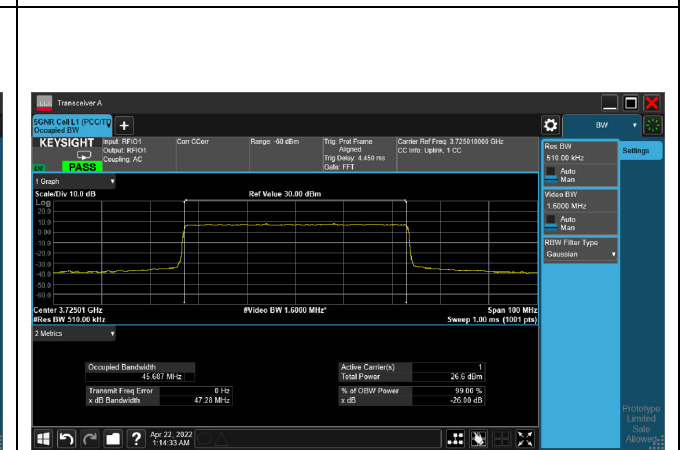 Transceiver A
5GNR Cell L1 (PCC/TD
Occupied BW
+
BW
KEYSIGHT
PASS
Input: RFIO1
Output: RFIO1
Coupling: AC
Corr CCorr
Range: -60 dBm
Trig: Prot Frame
Aligned
Trig Delay: 4.450 ms
Gate: FFT
Carrier Ref Freq: 3.725010000 GHz
CC Info: Uplink, 1 CC
Res BW
510.00 kHz
Auto
Man
Video BW
1.6000 MHz
Auto
Man
RBW Filter Type
Gaussian
Settings
1 Graph
Scale/Div 10.0 dB
Ref Value 30.00 dBm
Log
20.0
10.0
0.00
-10.0
-20.0
-30.0
-40.0
-50.0
-60.0
Center 3.72501 GHz
#Video BW 1.6000 MHz*
Span 100 MHz
#Res BW 510.00 kHz
Sweep 1.00 ms (1001 pts)
2 Metrics
Occupied Bandwidth
45.687 MHz
Active Carrier(s) 1
Total Power 26.6 dBm
Transmit Freq Error 0 Hz
x dB Bandwidth 47.28 MHz
% of OBW Power 99.00 %
x dB -26.00 dB
Prototype
Limited
Sale
Allowed
?
Apr 22, 2022
1:14:33 AM